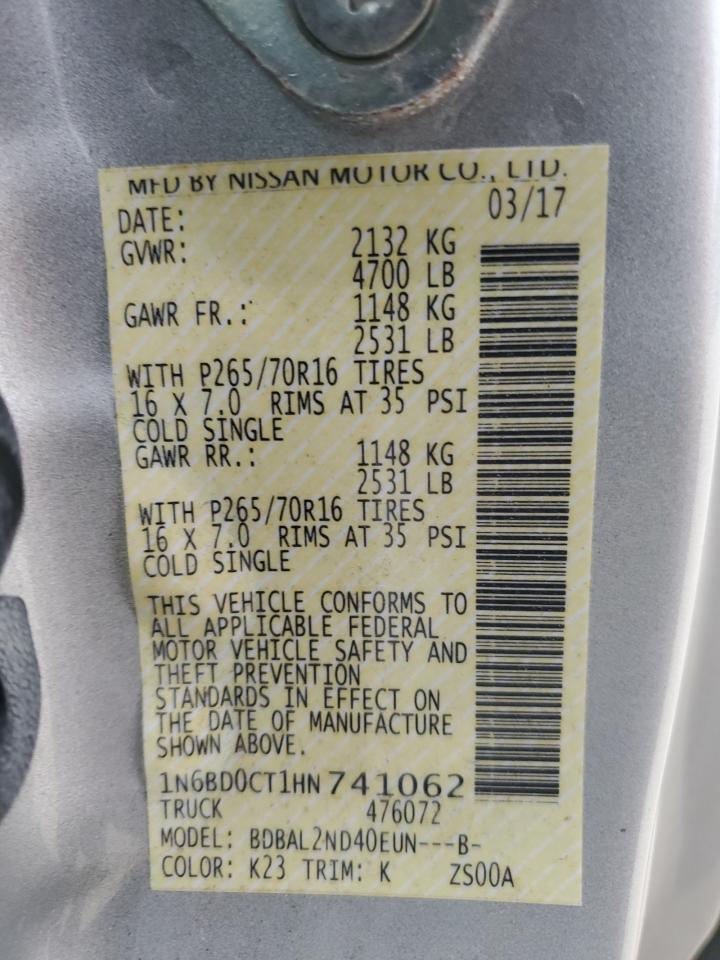 MFD BY NISSAN MOTOR CO., LTD.
DATE: 03/17
GVWR: 2132 KG
4700 LB
GAWR FR.: 1148 KG
2531 LB
WITH P265/70R16 TIRES
16 X 7.0 RIMS AT 35 PSI
COLD SINGLE
GAWR RR.: 1148 KG
2531 LB
WITH P265/70R16 TIRES
16 X 7.0 RIMS AT 35 PSI
COLD SINGLE
THIS VEHICLE CONFORMS TO
ALL APPLICABLE FEDERAL
MOTOR VEHICLE SAFETY AND
THEFT PREVENTION
STANDARDS IN EFFECT ON
THE DATE OF MANUFACTURE
SHOWN ABOVE.
1N6BD0CT1HN741062
TRUCK 476072
MODEL: BDBAL2ND40EUN---B-
COLOR: K23 TRIM: K ZS00A